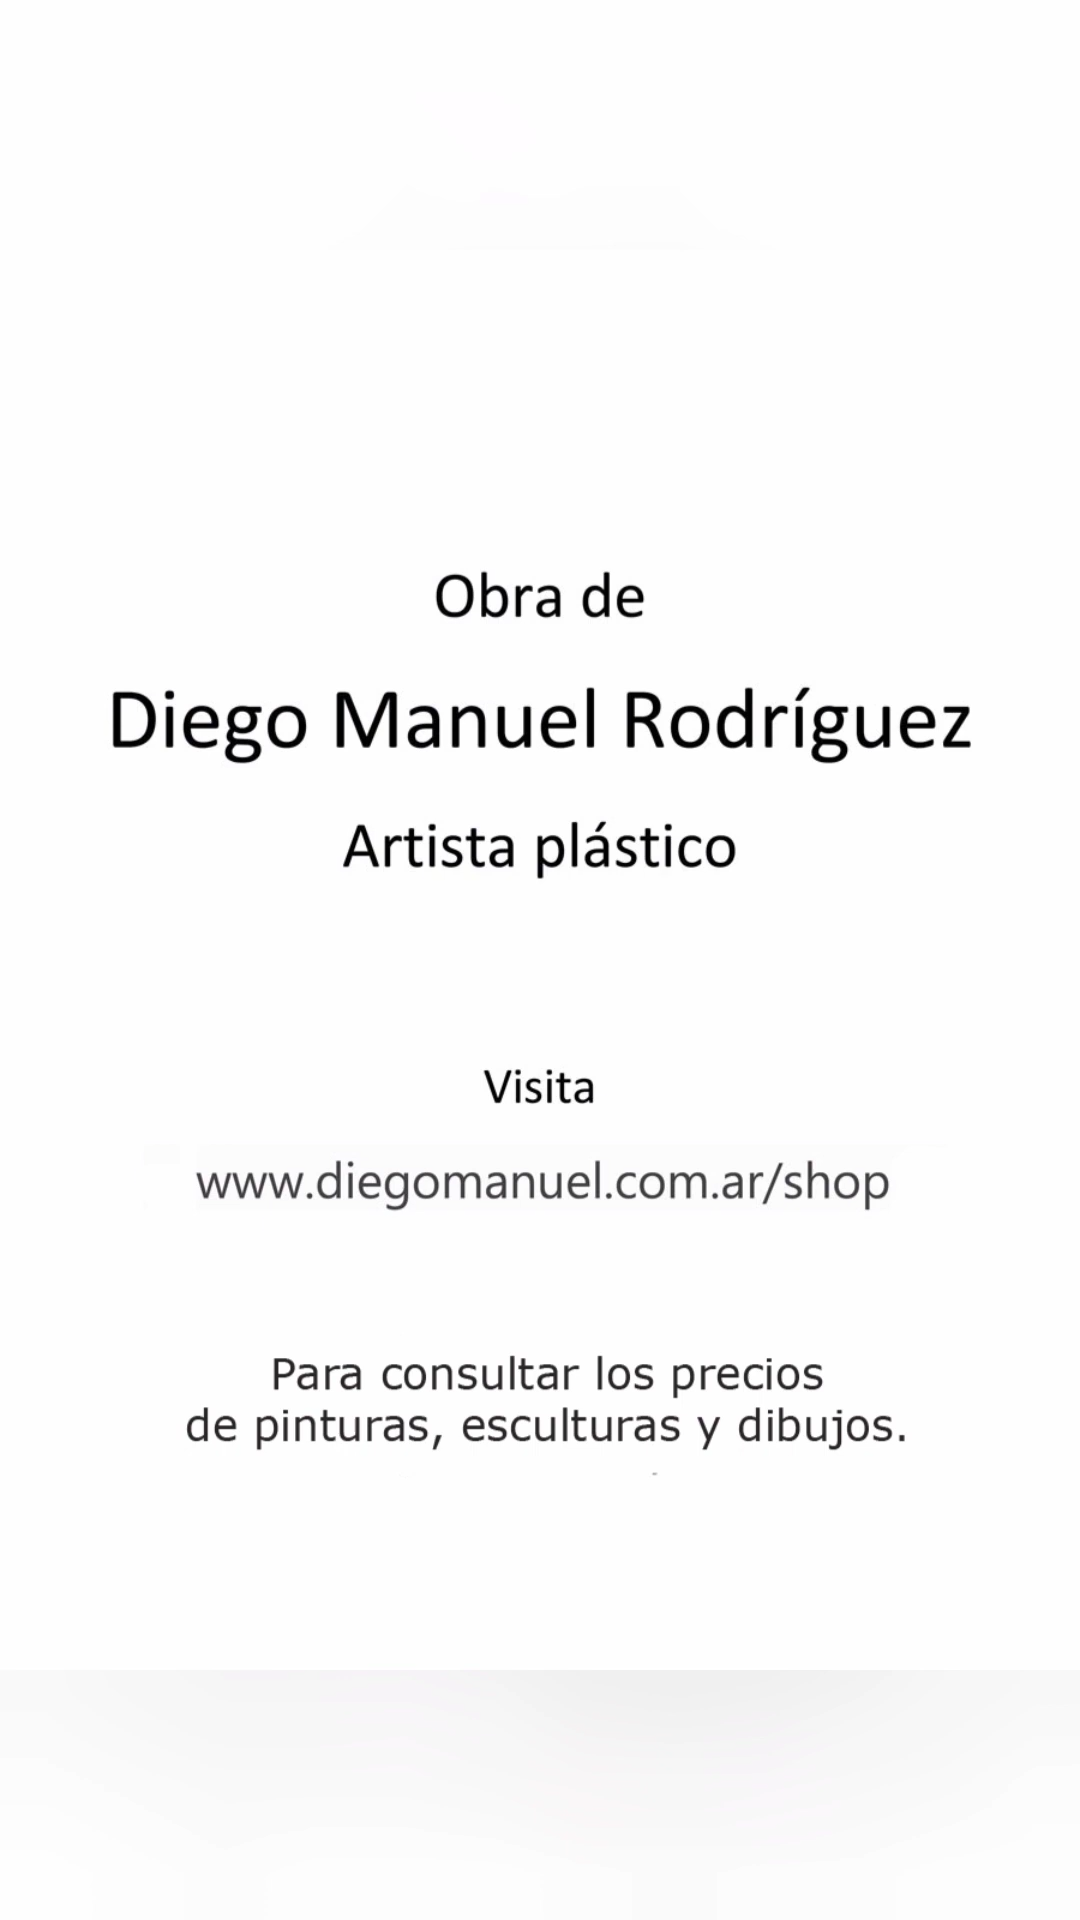 Obra de
Diego Manuel Rodríguez
Artista plástico
Visita
www.diegomanuel.com.ar/shop
Para consultar los precios
de pinturas, esculturas y dibujos.